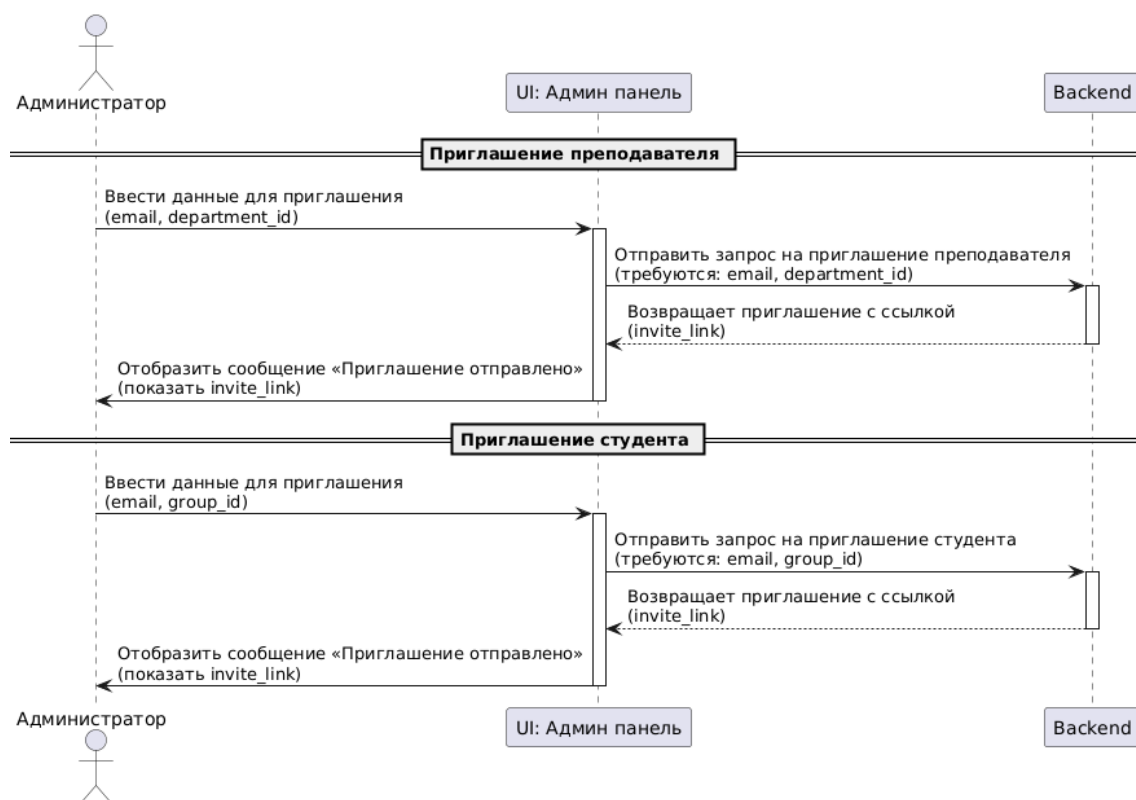 Администратор
UI: Админ панель
Backend
Приглашение преподавателя
Ввести данные для приглашения
(email, department_id)
Отправить запрос на приглашение преподавателя
(требуются: email, department_id)
Возвращает приглашение с ссылкой
(invite_link)
Отобразить сообщение «Приглашение отправлено»
(показать invite_link)
Приглашение студента
Ввести данные для приглашения
(email, group_id)
Отправить запрос на приглашение студента
(требуются: email, group_id)
Возвращает приглашение с ссылкой
(invite_link)
Отобразить сообщение «Приглашение отправлено»
(показать invite_link)
Администратор
UI: Админ панель
Backend